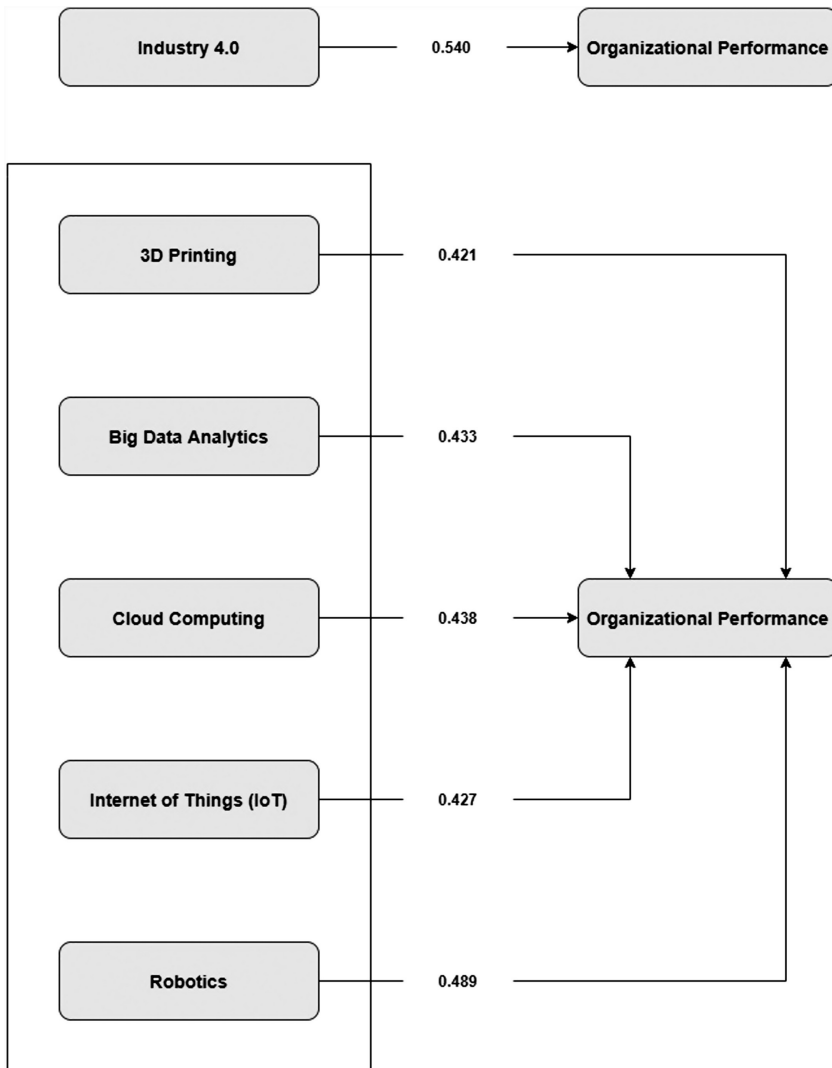 Industry 4.0
0.540
Organizational Performance
3D Printing
0.421
Big Data Analytics
0.433
Cloud Computing
0.438
Organizational Performance
Internet of Things (IoT)
0.427
Robotics
0.489